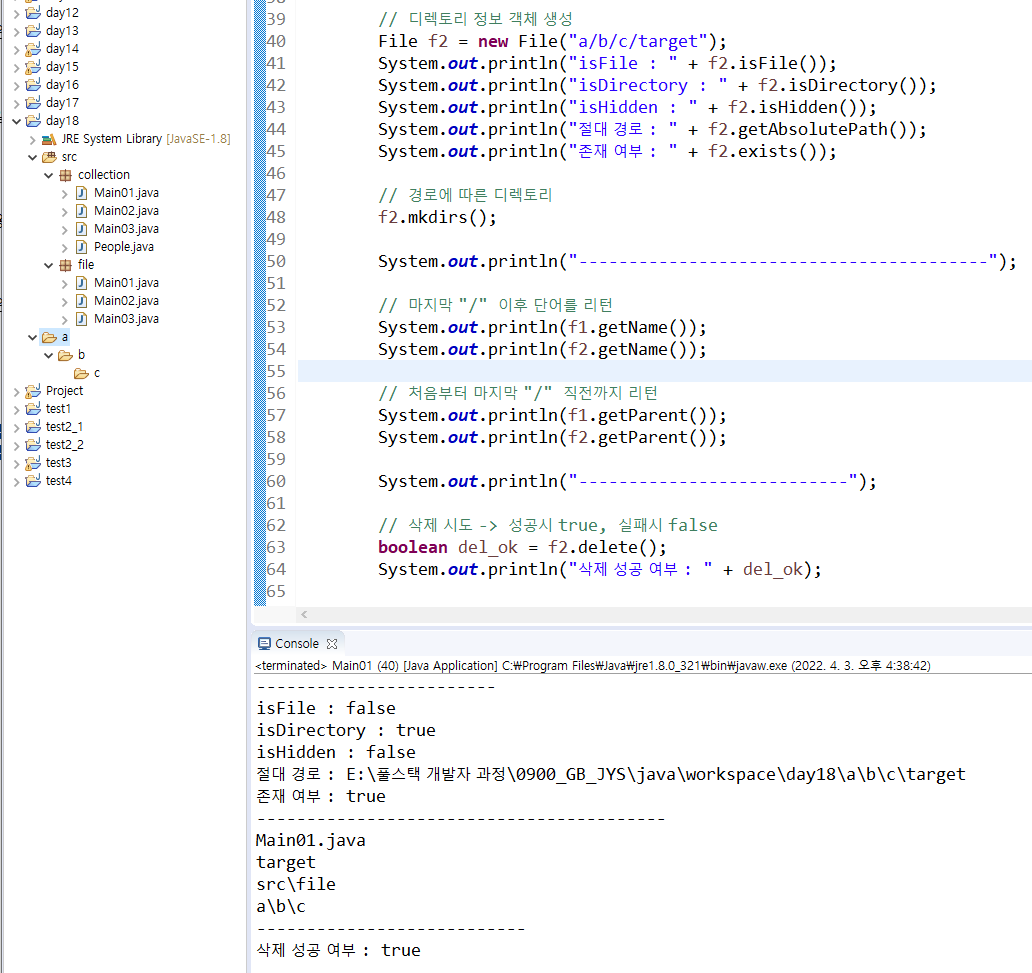 day12
day13
day14
day15
day16
day17
day18
JRE System Library [JavaSE-1.8]
src
collection
Main01.java
Main02.java
Main03.java
People.java
file
Main01.java
Main02.java
Main03.java
a
b
c
Project
test1
test2_1
test2_2
test3
test4
39 // 디렉토리 정보 객체 생성
40 File f2 = new File("a/b/c/target");
41 System.out.println("isFile : " + f2.isFile());
42 System.out.println("isDirectory : " + f2.isDirectory());
43 System.out.println("isHidden : " + f2.isHidden());
44 System.out.println("절대 경로 : " + f2.getAbsolutePath());
45 System.out.println("존재 여부 : " + f2.exists());
46
47 // 경로에 따른 디렉토리
48 f2.mkdirs();
49
50 System.out.println("-----------------------------------------");
51
52 // 마지막 "/" 이후 단어를 리턴
53 System.out.println(f1.getName());
54 System.out.println(f2.getName());
55
56 // 처음부터 마지막 "/" 직전까지 리턴
57 System.out.println(f1.getParent());
58 System.out.println(f2.getParent());
59
60 System.out.println("---------------------------");
61
62 // 삭제 시도 -> 성공시 true, 실패시 false
63 boolean del_ok = f2.delete();
64 System.out.println("삭제 성공 여부 : " + del_ok);
65
Console
<terminated> Main01 (40) [Java Application] C:₩Program Files₩Java₩jre1.8.0_321₩bin₩javaw.exe (2022. 4. 3. 오후 4:38:42)
------------------------
isFile : false
isDirectory : true
isHidden : false
절대 경로 : E:\풀스택 개발자 과정\0900_GB_JYS\java\workspace\day18\a\b\c\target
존재 여부 : true
-----------------------------------------
Main01.java
target
src\file
a\b\c
---------------------------
삭제 성공 여부 : true